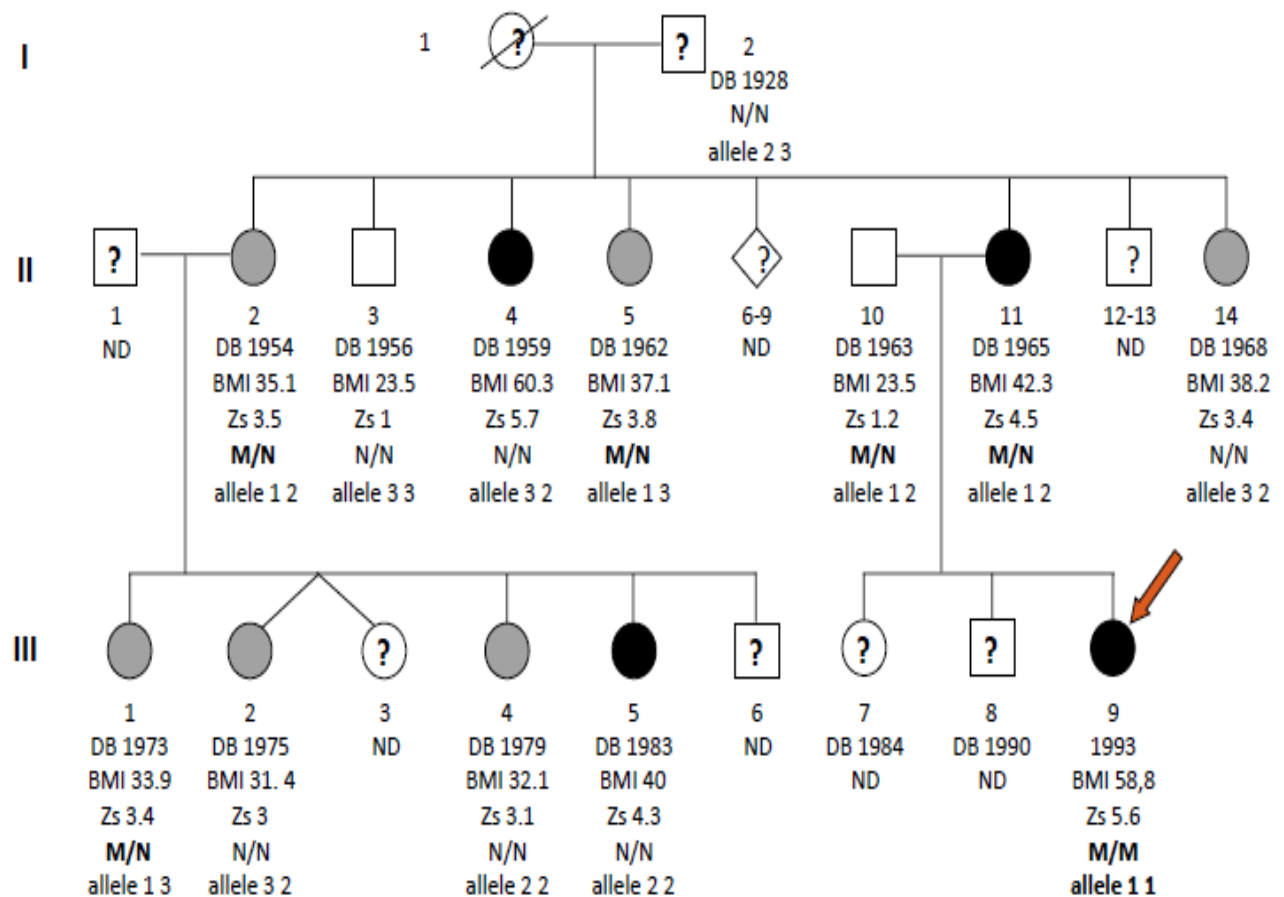 I
1
?
?
2
DB 1928
N/N
allele 2 3
II
?
?
?
1
2
3
4
5
6-9
10
11
12-13
14
ND
DB 1954
DB 1956
DB 1959
DB 1962
ND
DB 1963
DB 1965
ND
DB 1968
BMI 35.1
BMI 23.5
BMI 60.3
BMI 37.1
BMI 23.5
BMI 42.3
BMI 38.2
Zs 3.5
Zs 1
Zs 5.7
Zs 3.8
Zs 1.2
Zs 4.5
Zs 3.4
M/N
N/N
N/N
M/N
M/N
M/N
N/N
allele 1 2
allele 3 3
allele 3 2
allele 1 3
allele 1 2
allele 1 2
allele 3 2
III
?
?
?
?
1
2
3
4
5
6
7
8
9
DB 1973
DB 1975
ND
DB 1979
DB 1983
ND
DB 1984
DB 1990
1993
BMI 33.9
BMI 31. 4
BMI 32.1
BMI 40
ND
ND
BMI 58,8
Zs 3.4
Zs 3
Zs 3.1
Zs 4.3
Zs 5.6
M/N
N/N
N/N
N/N
M/M
allele 1 3
allele 3 2
allele 2 2
allele 2 2
allele 1 1